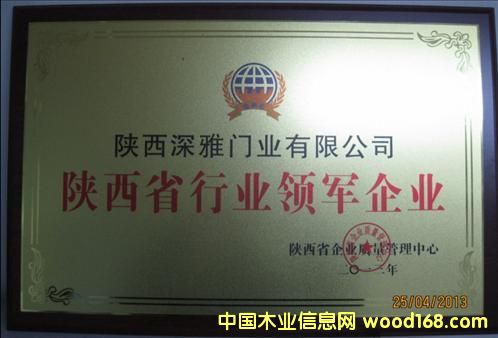 陕西深雅门业有限公司
陕西省行业领军企业
陕西省企业质量管理中心
25/04/2013
中国木业信息网 wood168.com